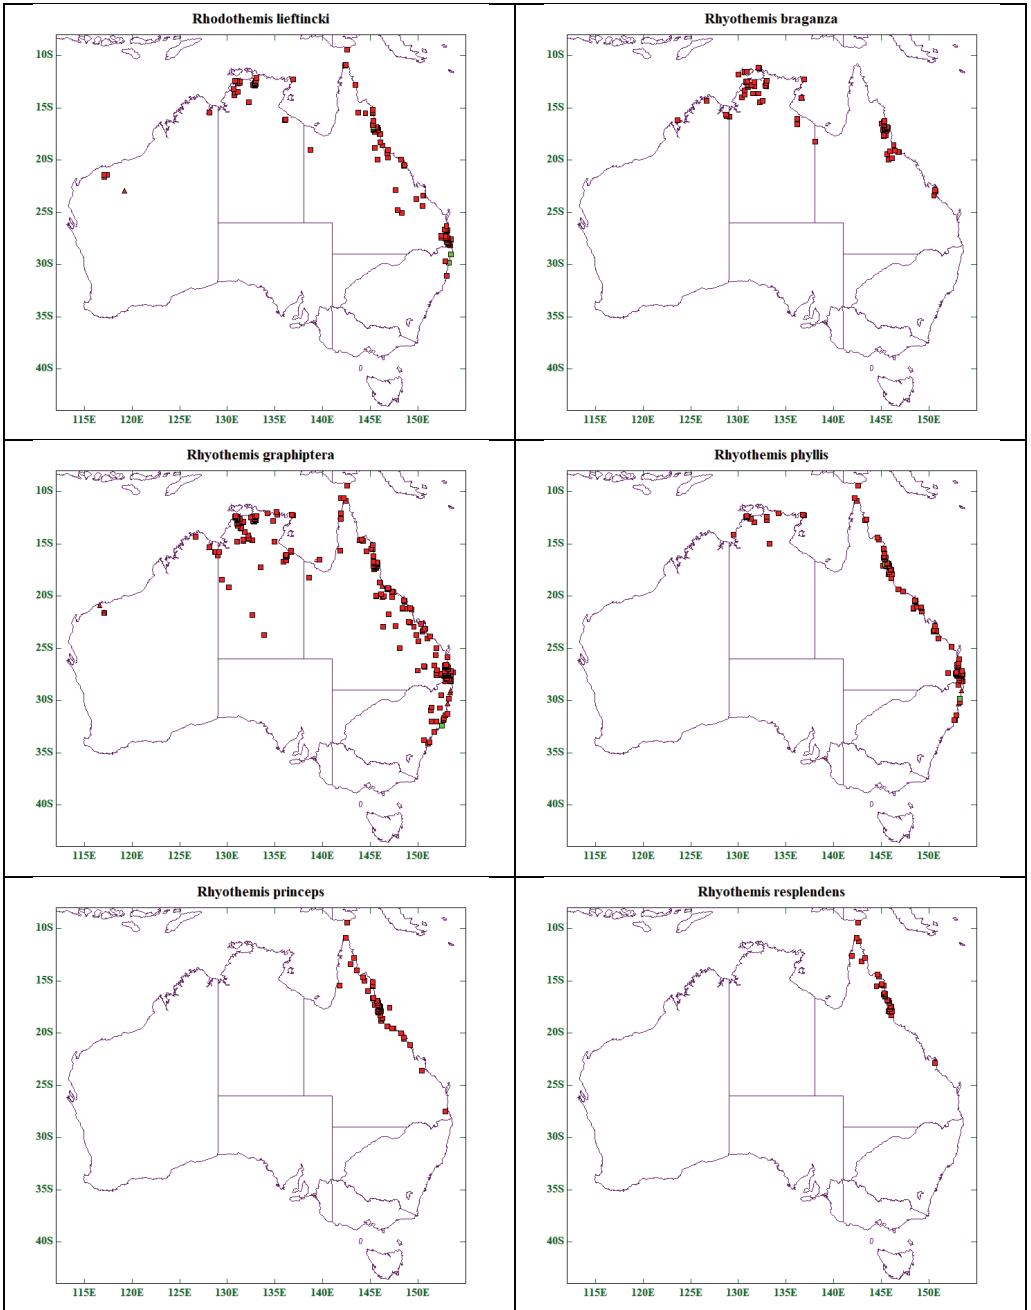 Rhodothemis lieftincki
10S
15S
20S
25S
30S
35S
40S
115E 120E 125E 130E 135E 140E 145E 150E
Rhyothemis braganza
10S
15S
20S
25S
30S
35S
40S
115E 120E 125E 130E 135E 140E 145E 150E
Rhyothemis graphiptera
10S
15S
20S
25S
30S
35S
40S
115E 120E 125E 130E 135E 140E 145E 150E
Rhyothemis phyllis
10S
15S
20S
25S
30S
35S
40S
115E 120E 125E 130E 135E 140E 145E 150E
Rhyothemis princeps
10S
15S
20S
25S
30S
35S
40S
115E 120E 125E 130E 135E 140E 145E 150E
Rhyothemis resplendens
10S
15S
20S
25S
30S
35S
40S
115E 120E 125E 130E 135E 140E 145E 150E